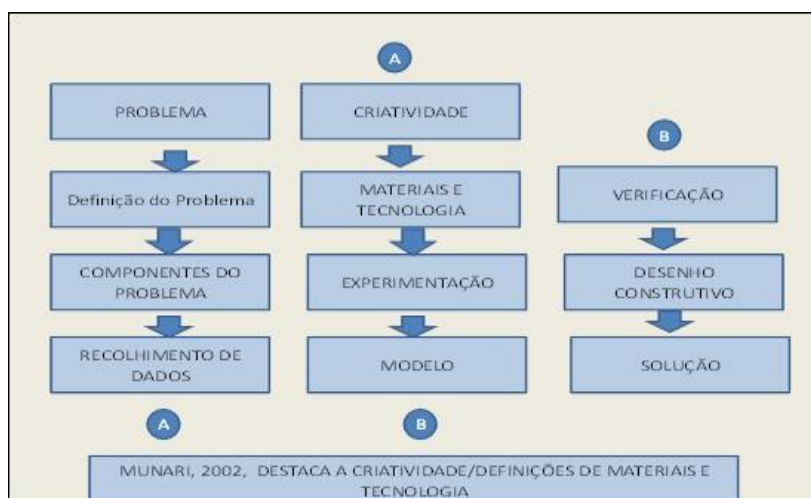 PROBLEMA
Definição do Problema
COMPONENTES DO
PROBLEMA
RECOLHIMENTO DE
DADOS
A
A
CRIATIVIDADE
MATERIAIS E
TECNOLOGIA
EXPERIMENTAÇÃO
MODELO
B
B
VERIFICAÇÃO
DESENHO
CONSTRUTIVO
SOLUÇÃO
MUNARI, 2002, DESTACA A CRIATIVIDADE/DEFINIÇÕES DE MATERIAIS E
TECNOLOGIA